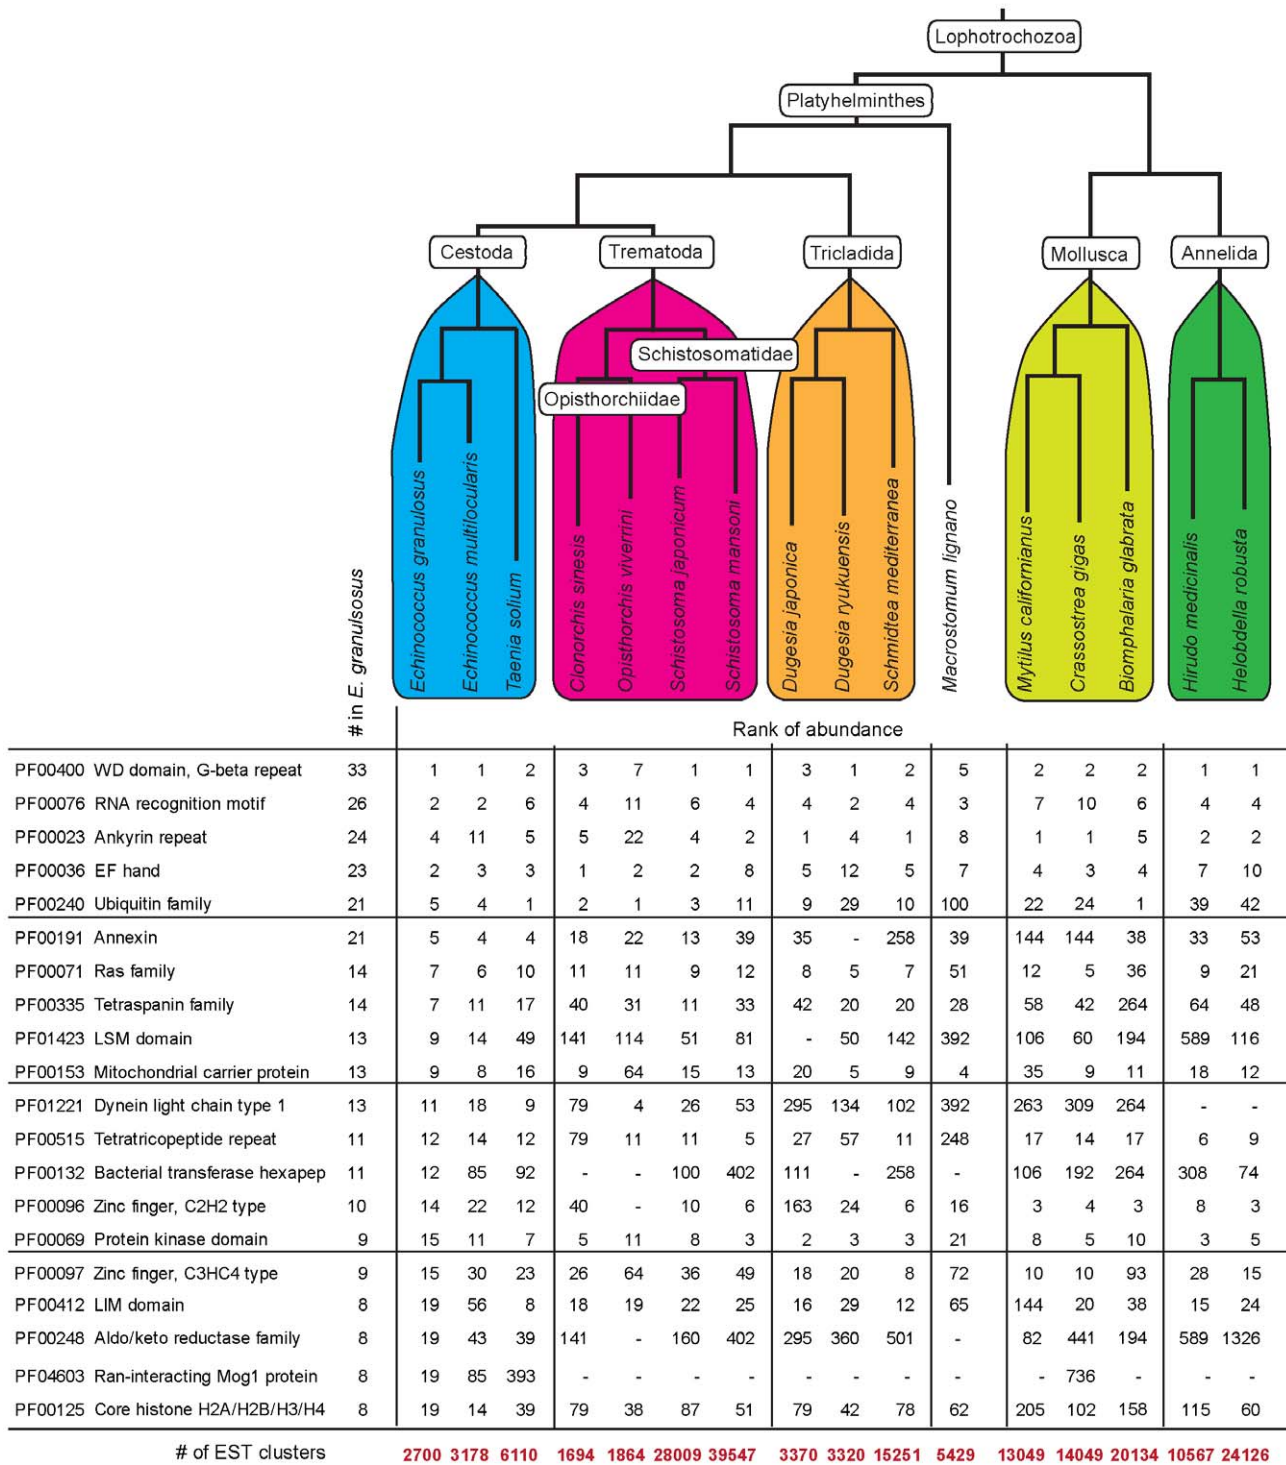 Lophotrochozoa
Platyhelminthes
Cestoda Trematoda Tricladida Mollusca Annelida
Schistosomatidae
Opisthorchiidae
# in E. granulsosus
Echinococcus granulosus
Echinococcus multilocularis
Taenia solium
Clonorchis sinesis
Opisthorchis viverrini
Schistosoma japonicum
Schistosoma mansoni
Dugesia japonica
Dugesia ryukuensis
Schmidtea mediterranea
Macrostomum lignano
Mytilus californianus
Crassostrea gigas
Biomphalaria glabrata
Hirudo medicinalis
Helobdella robusta
Rank of abundance
PF00400 WD domain, G-beta repeat 33 1 1 2 3 7 1 1 3 1 2 5 2 2 2 1 1
PF00076 RNA recognition motif 26 2 2 6 4 11 6 4 4 2 4 3 7 10 6 4 4
PF00023 Ankyrin repeat 24 4 11 5 5 22 4 2 1 4 1 8 1 1 5 2 2
PF00036 EF hand 23 2 3 3 1 2 2 8 5 12 5 7 4 3 4 7 10
PF00240 Ubiquitin family 21 5 4 1 2 1 3 11 9 29 10 100 22 24 1 39 42
PF00191 Annexin 21 5 4 4 18 22 13 39 35 - 258 39 144 144 38 33 53
PF00071 Ras family 14 7 6 10 11 11 9 12 8 5 7 51 12 5 36 9 21
PF00335 Tetraspanin family 14 7 11 17 40 31 11 33 42 20 20 28 58 42 264 64 48
PF01423 LSM domain 13 9 14 49 141 114 51 81 - 50 142 392 106 60 194 589 116
PF00153 Mitochondrial carrier protein 13 9 8 16 9 64 15 13 20 5 9 4 35 9 11 18 12
PF01221 Dynein light chain type 1 13 11 18 9 79 4 26 53 295 134 102 392 263 309 264 - -
PF00515 Tetratricopeptide repeat 11 12 14 12 79 11 11 5 27 57 11 248 17 14 17 6 9
PF00132 Bacterial transferase hexapep 11 12 85 92 - - 100 402 111 - 258 - 106 192 264 308 74
PF00096 Zinc finger, C2H2 type 10 14 22 12 40 - 10 6 163 24 6 16 3 4 3 8 3
PF00069 Protein kinase domain 9 15 11 7 5 11 8 3 2 3 3 21 8 5 10 3 5
PF00097 Zinc finger, C3HC4 type 9 15 30 23 26 64 36 49 18 20 8 72 10 10 93 28 15
PF00412 LIM domain 8 19 56 8 18 19 22 25 16 29 12 65 144 20 38 15 24
PF00248 Aldo/keto reductase family 8 19 43 39 141 - 160 402 295 360 501 - 82 441 194 589 1326
PF04603 Ran-interacting Mog1 protein 8 19 85 393 - - - - - - - - - 736 - - -
PF00125 Core histone H2A/H2B/H3/H4 8 19 14 39 79 38 87 51 79 42 78 62 205 102 158 115 60
# of EST clusters 2700 3178 6110 1694 1864 28009 39547 3370 3320 15251 5429 13049 14049 20134 10567 24126